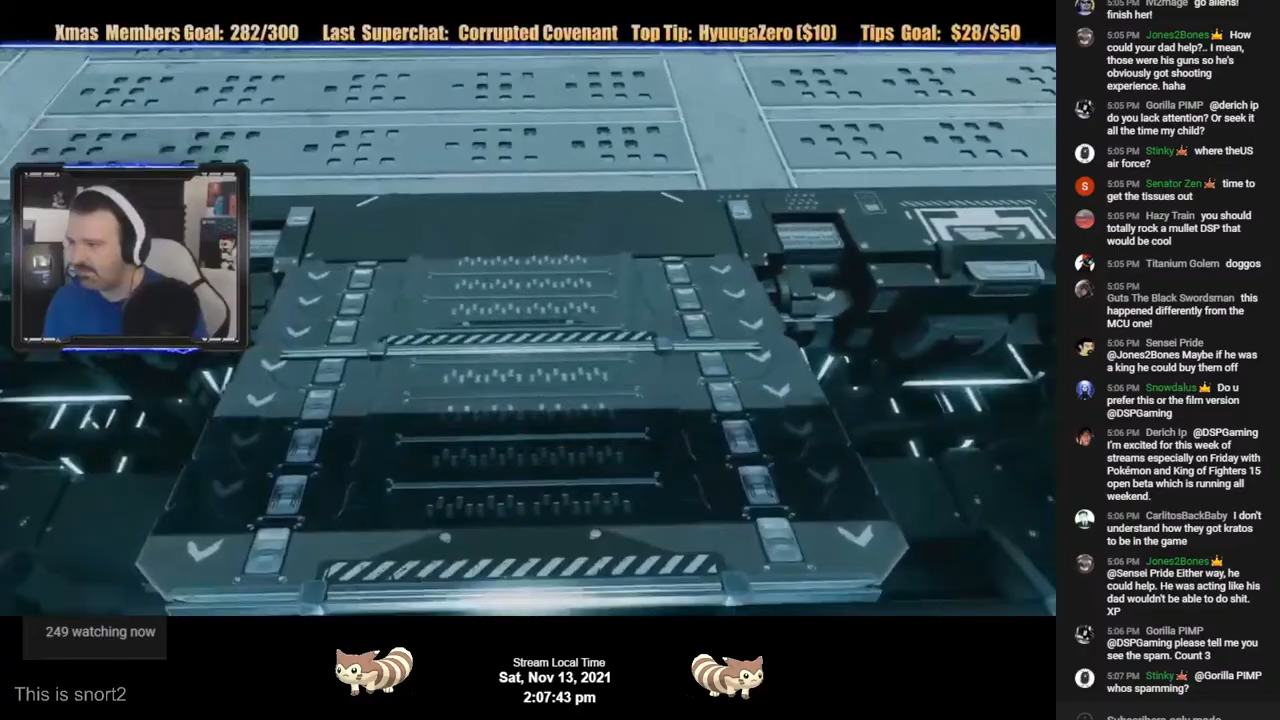 Xmas Members Goal: 282/300 Last Superchat: Corrupted Covenant Top Tip: HyuugaZero ($10) Tips Goal: $28/$50
249 watching now
This is snort2
Stream Local Time
Sat, Nov 13, 2021
2:07:43 pm
go aliens!
finish her!
5:05 PM Jones2Bones How
could your dad help?.. I mean,
those were his guns so he's
obviously got shooting
experience. haha
5:05 PM Gorilla PIMP @derich ip
do you lack attention? Or seek it
all the time my child?
5:05 PM Stinky where theUS
air force?
5:05 PM Senator Zen time to
get the tissues out
5:05 PM Hazy Train you should
totally rock a mullet DSP that
would be cool
5:05 PM Titanium Golem doggos
5:05 PM
Guts The Black Swordsman this
happened differently from the
MCU one!
5:06 PM Sensei Pride
@Jones2Bones Maybe if he was
a king he could buy them off
5:06 PM Snowdalus Do u
prefer this or the film version
@DSPGaming
5:06 PM Derich Ip @DSPGaming
I'm excited for this week of
streams especially on Friday with
Pokémon and King of Fighters 15
open beta which is running all
weekend.
5:06 PM CarlitosBackBaby I don't
understand how they got kratos
to be in the game
5:06 PM Jones2Bones
@Sensei Pride Either way, he
could help. He was acting like his
dad wouldn't be able to do shit.
XP
5:06 PM Gorilla PIMP
@DSPGaming please tell me you
see the spam. Count 3
5:07 PM Stinky @Gorilla PIMP
whos spamming?
Subscribers-only mode